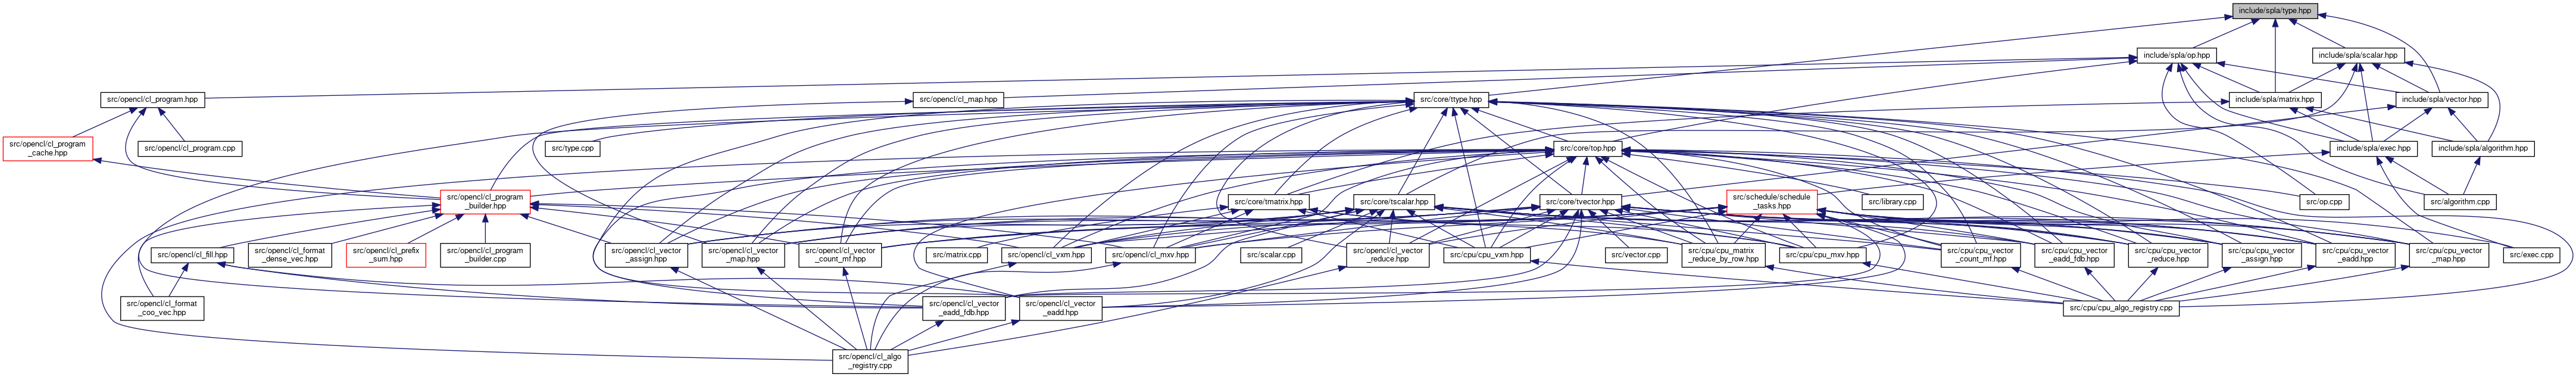 include/spla/type.hpp
include/spla/op.hpp
include/spla/scalar.hpp
src/opencl/cl_program.hpp
src/opencl/cl_map.hpp
src/core/ttype.hpp
include/spla/matrix.hpp
include/spla/vector.hpp
src/opencl/cl_program
_cache.hpp
src/opencl/cl_program.cpp
src/type.cpp
src/core/top.hpp
include/spla/exec.hpp
include/spla/algorithm.hpp
src/opencl/cl_program
_builder.hpp
src/core/tmatrix.hpp
src/core/tscalar.hpp
src/core/tvector.hpp
src/schedule/schedule
_tasks.hpp
src/library.cpp
src/op.cpp
src/algorithm.cpp
src/opencl/cl_fill.hpp
src/opencl/cl_format
_dense_vec.hpp
src/opencl/cl_prefix
_sum.hpp
src/opencl/cl_program
_builder.cpp
src/opencl/cl_vector
_assign.hpp
src/opencl/cl_vector
_map.hpp
src/opencl/cl_vector
_count_mf.hpp
src/matrix.cpp
src/opencl/cl_vxm.hpp
src/opencl/cl_mxv.hpp
src/scalar.cpp
src/opencl/cl_vector
_reduce.hpp
src/cpu/cpu_vxm.hpp
src/vector.cpp
src/cpu/cpu_matrix
_reduce_by_row.hpp
src/cpu/cpu_mxv.hpp
src/cpu/cpu_vector
_count_mf.hpp
src/cpu/cpu_vector
_eadd_fdb.hpp
src/cpu/cpu_vector
_reduce.hpp
src/cpu/cpu_vector
_assign.hpp
src/cpu/cpu_vector
_eadd.hpp
src/cpu/cpu_vector
_map.hpp
src/exec.cpp
src/opencl/cl_format
_coo_vec.hpp
src/opencl/cl_vector
_eadd_fdb.hpp
src/opencl/cl_vector
_eadd.hpp
src/cpu/cpu_algo_registry.cpp
src/opencl/cl_algo
_registry.cpp